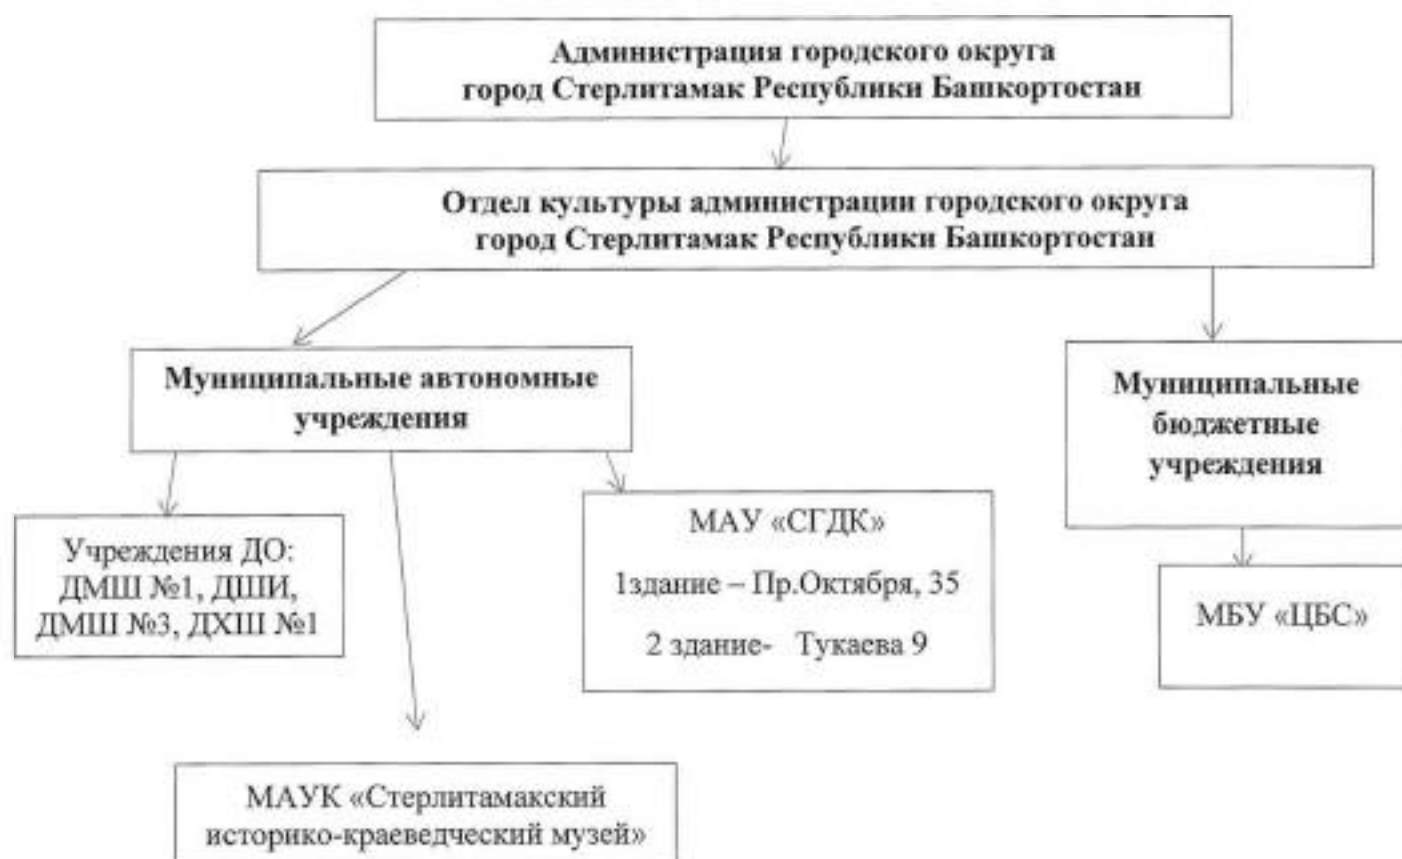 Администрация городского округа
город Стерлитамак Республики Башкортостан
Отдел культуры администрации городского округа
город Стерлитамак Республики Башкортостан
Муниципальные автономные
учреждения
Муниципальные
бюджетные
учреждения
Учреждения ДО:
ДМШ №1, ДШИ,
ДМШ №3, ДХШ №1
МАУ «СГДК»
1здание – Пр.Октября, 35
2 здание- Тукаева 9
МБУ «ЦБС»
МАУК «Стерлитамакский
историко-краеведческий музей»